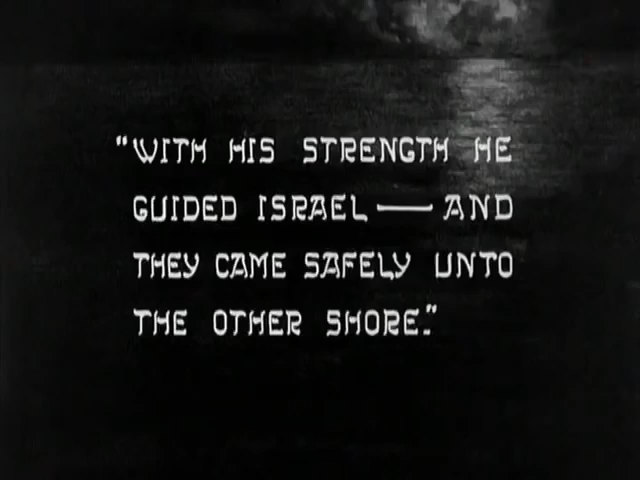 "WITH HIS STRENGTH HE
GUIDED ISRAEL — AND
THEY CAME SAFELY UNTO
THE OTHER SHORE."